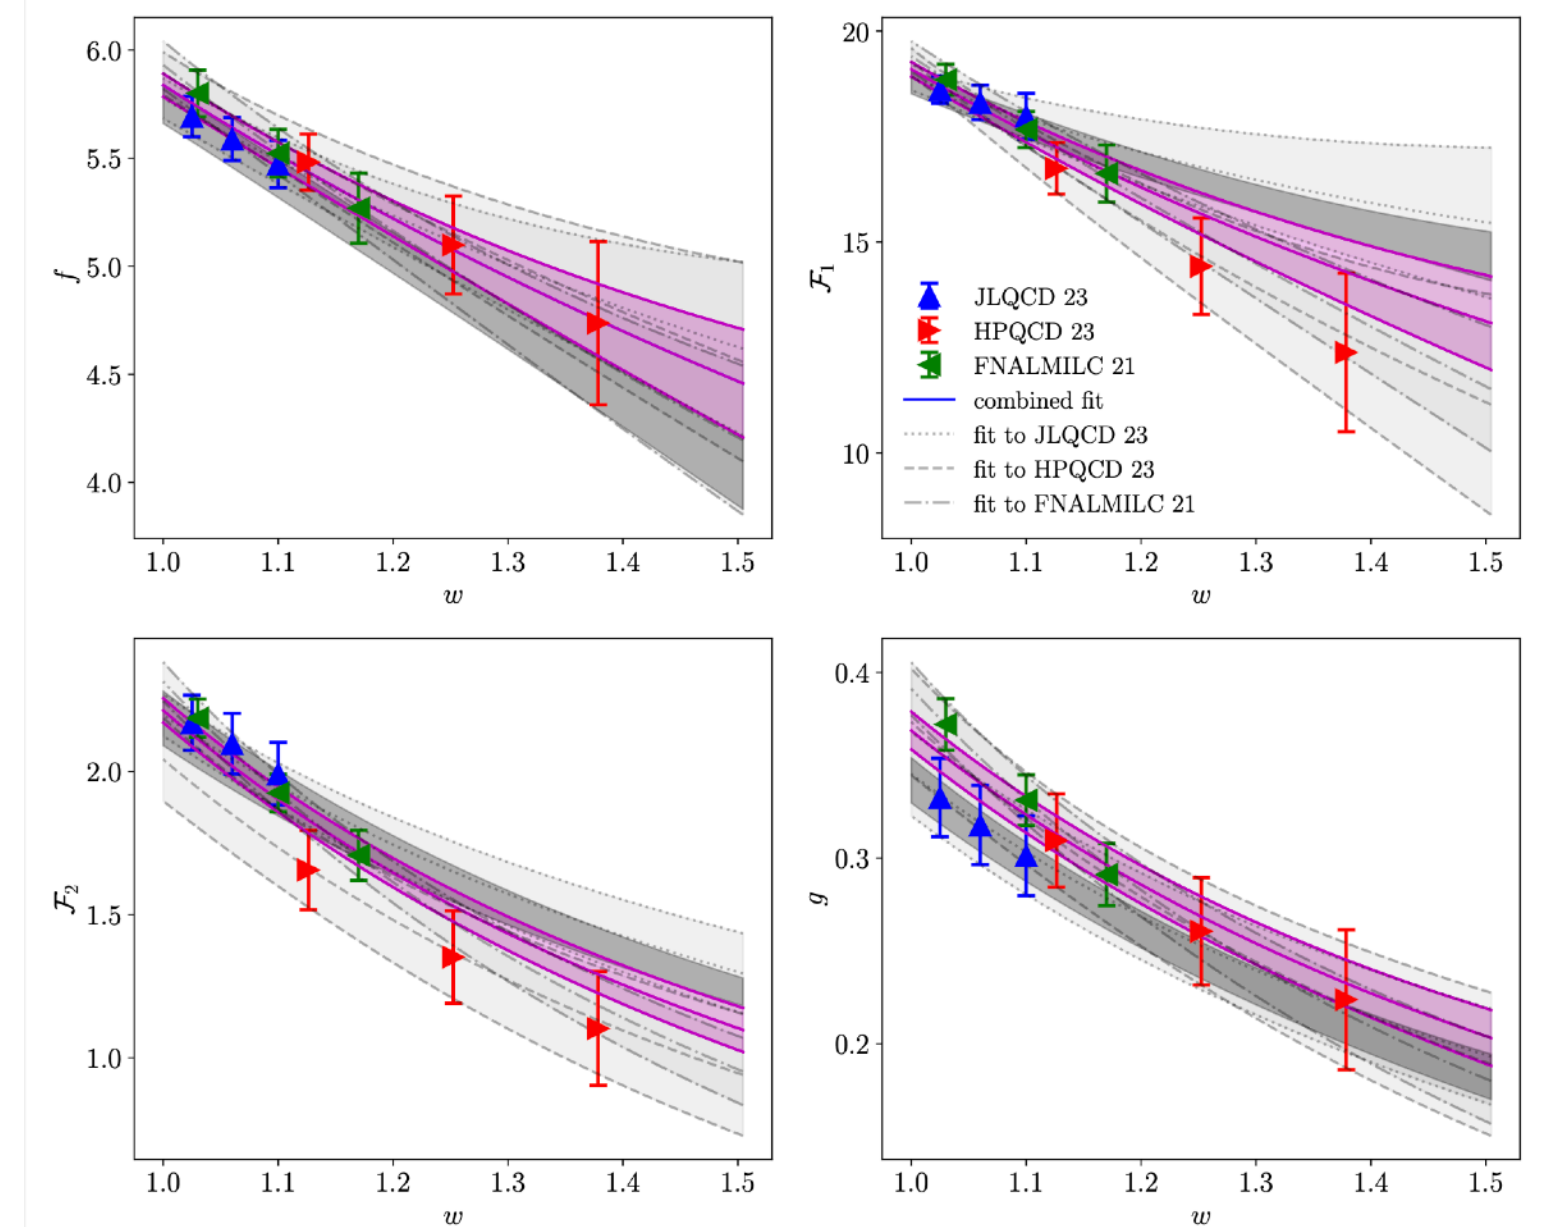 6.0
5.5
5.0
4.5
4.0
f
1.0 1.1 1.2 1.3 1.4 1.5
w
20
15
10
F₁
JLQCD 23
HPQCD 23
FNALMILC 21
combined fit
fit to JLQCD 23
fit to HPQCD 23
fit to FNALMILC 21
1.0 1.1 1.2 1.3 1.4 1.5
w
2.0
1.5
1.0
F₂
1.0 1.1 1.2 1.3 1.4 1.5
w
0.4
0.3
0.2
g
1.0 1.1 1.2 1.3 1.4 1.5
w